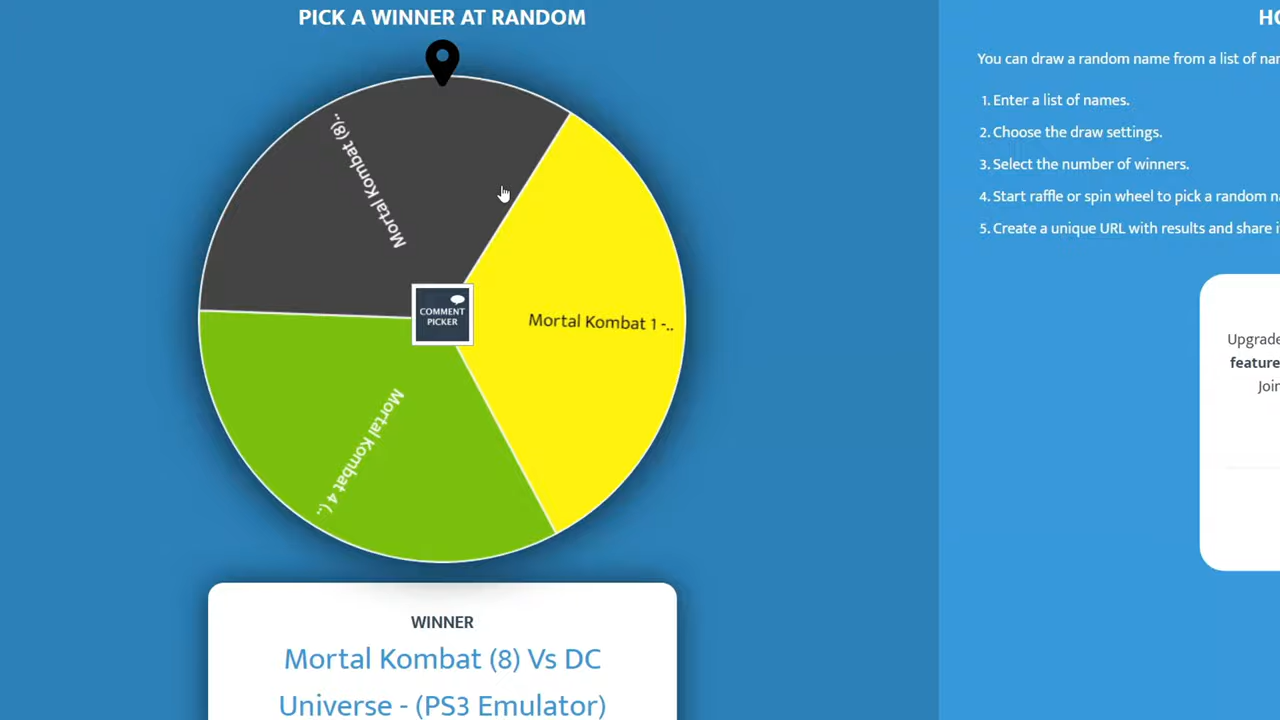 PICK A WINNER AT RANDOM
HO
You can draw a random name from a list of nam
1. Enter a list of names.
2. Choose the draw settings.
3. Select the number of winners.
4. Start raffle or spin wheel to pick a random n
5. Create a unique URL with results and share i
Mortal Kombat (8)..
Mortal Kombat 1 -..
COMMENT
PICKER
Mortal Kombat 4 (..
Upgrade
feature
Join
WINNER
Mortal Kombat (8) Vs DC
Universe - (PS3 Emulator)